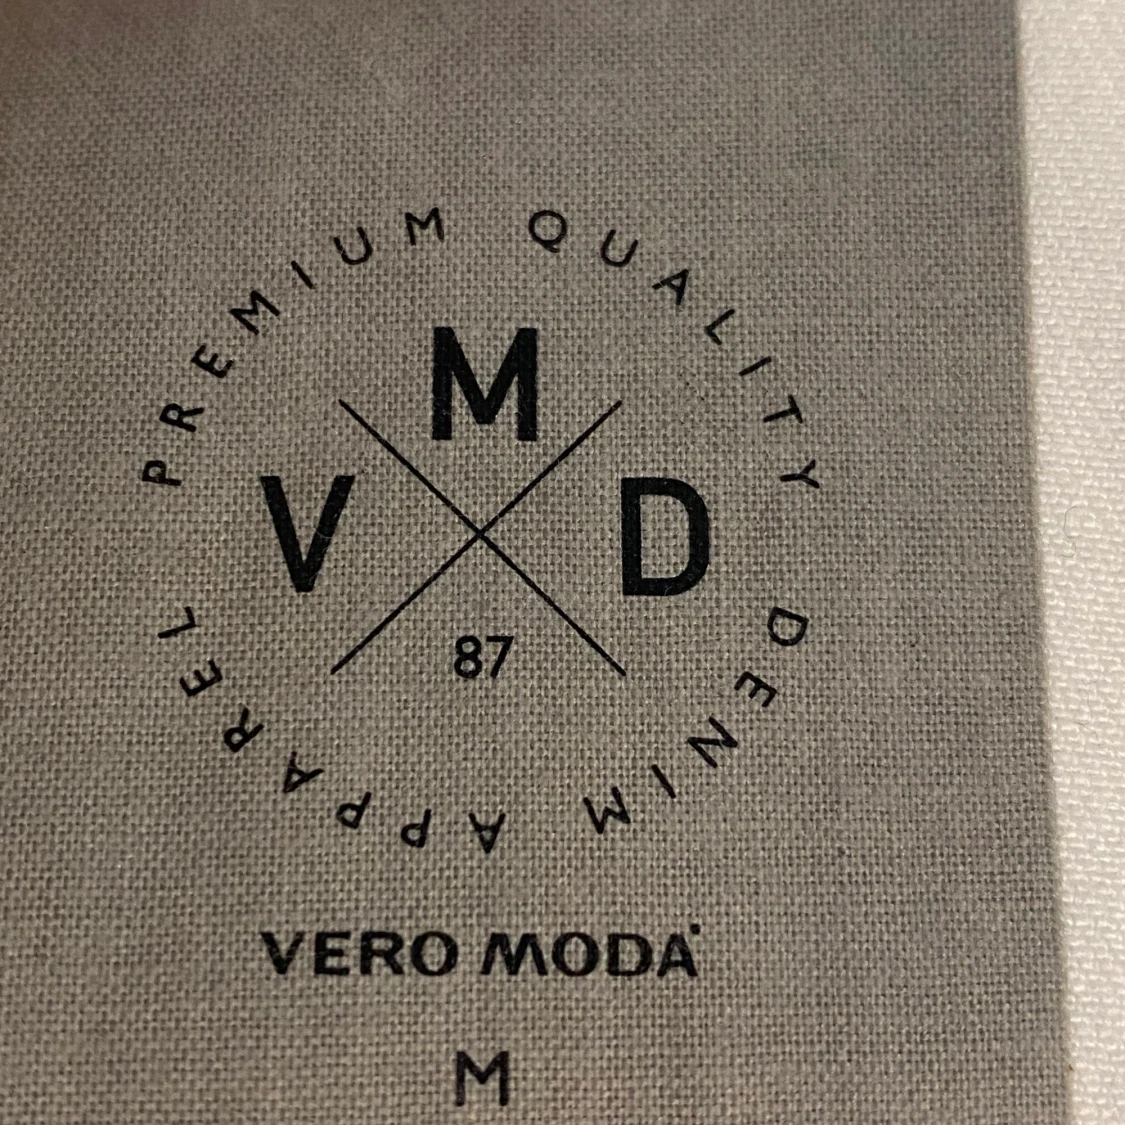 PREMIUM QUALITY DENIM APPAREL
M
V D
87
VERO MODA
M